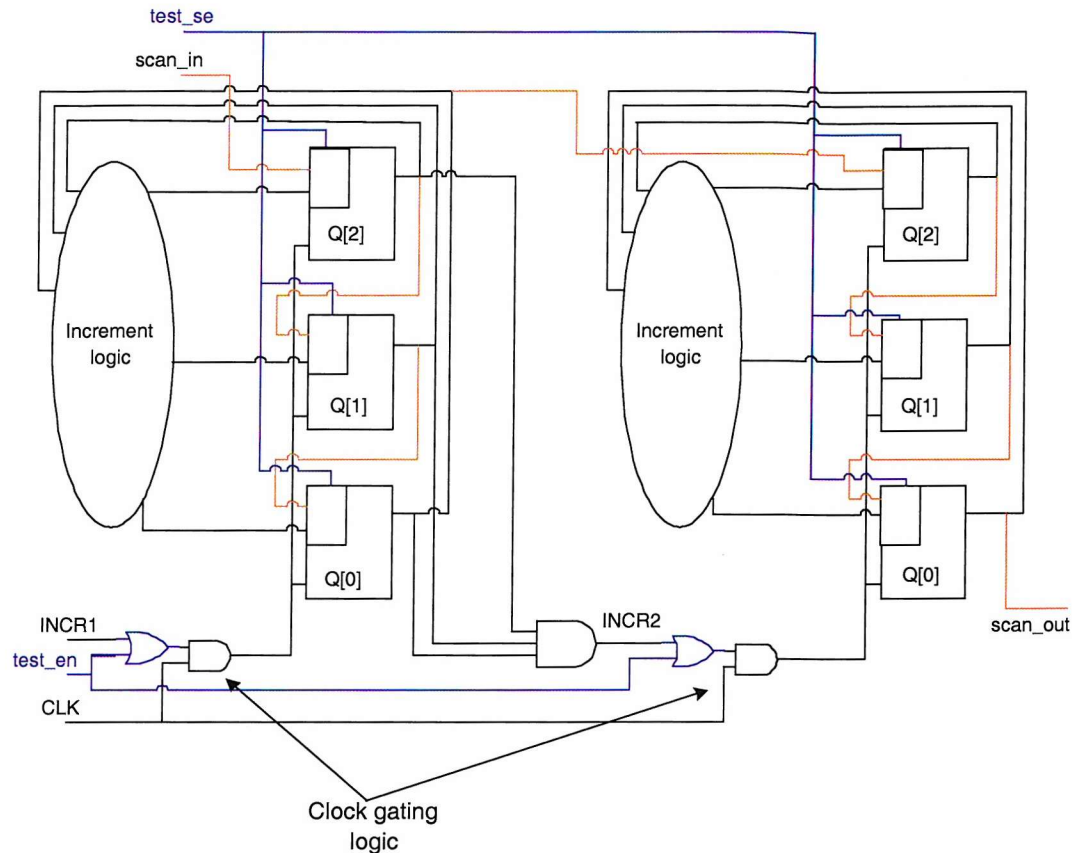 test_se
scan_in
Increment
logic
Q[2]
Q[1]
Q[0]
Increment
logic
Q[2]
Q[1]
Q[0]
INCR1
test_en
CLK
INCR2
scan_out
Clock gating
logic